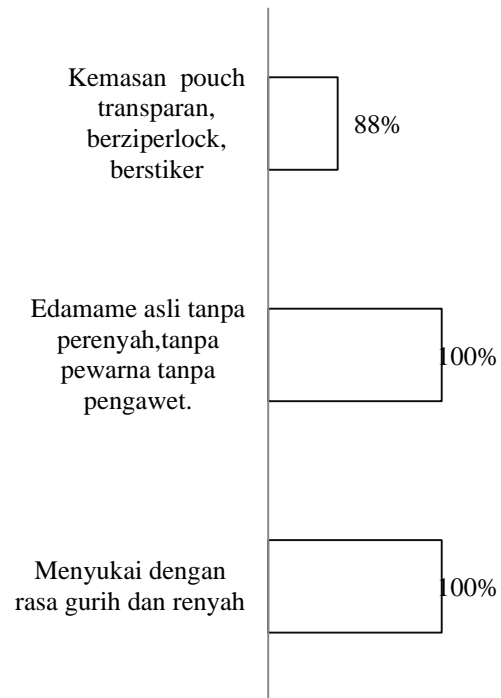 Kemasan pouch
transparan,
berziperlock,
berstiker
88%
Edamame asli tanpa
perenyah,tanpa
pewarna tanpa
pengawet.
100%
Menyukai dengan
rasa gurih dan renyah
100%